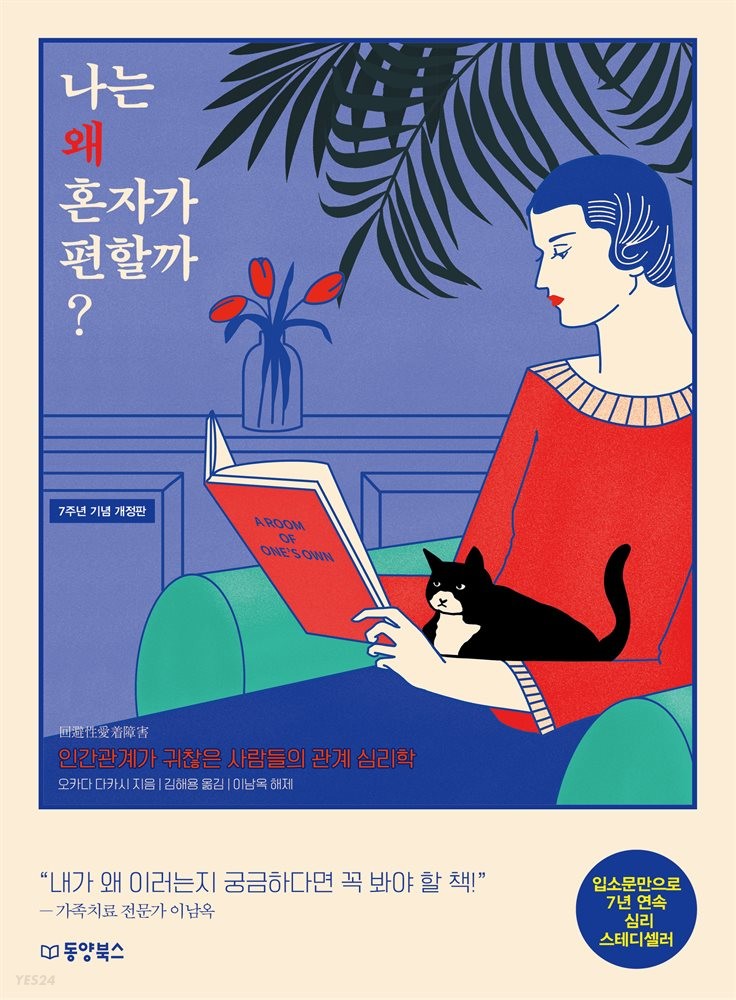 나는
왜
혼자가
편할까
?
A ROOM
OF
ONE'S OWN
7주년 기념 개정판
回避性愛着障害
인간관계가 귀찮은 사람들의 관계 심리학
오카다 다카시 지음 | 김해용 옮김 | 이남옥 해제
“내가 왜 이러는지 궁금하다면 꼭 봐야 할 책!”
— 가족치료 전문가 이남옥
입소문만으로
7년 연속
심리
스테디셀러
동양북스
YES24